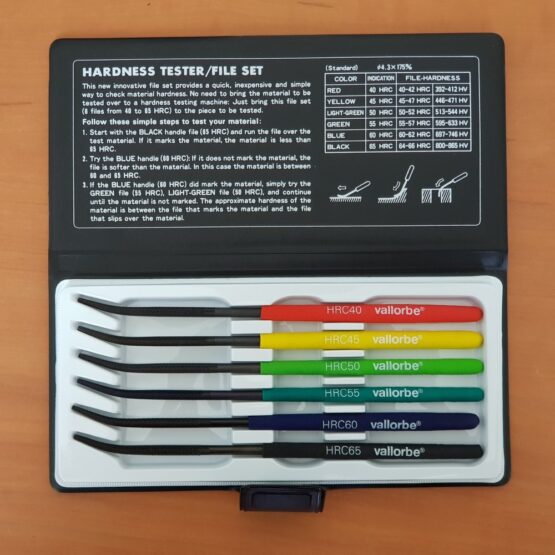 HARDNESS TESTER/FILE SET
This new innovative file set provides a quick, inexpensive and simple
way to check material hardness. No need to bring the material to be
tested over to a hardness testing machine: Just bring this file set
(6 files from 40 to 65 HRC) to the piece to be tested.
Follow these simple steps to test your material:
1. Start with the BLACK handle file (65 HRC) and run the file over the
test material. If it marks the material, the material is less than
65 HRC.
2. Try the BLUE handle (60 HRC): If it does not mark the material, the
file is softer than the material. In this case the material is between
60 and 65 HRC.
3. If the BLUE handle (60 HRC) did mark the material, simply try the
GREEN file (55 HRC), LIGHT-GREEN file (50 HRC), and continue
until the material is not marked. The approximate hardness of the
material is between the file that marks the material and the file
that slips over the material.
(Standard) #4.3×175%
COLOR INDICATION FILE-HARDNESS
RED 40 HRC 40-42 HRC 392-412 HV
YELLOW 45 HRC 45-47 HRC 446-471 HV
LIGHT-GREEN 50 HRC 50-52 HRC 513-544 HV
GREEN 55 HRC 55-57 HRC 595-633 HV
BLUE 60 HRC 60-62 HRC 697-746 HV
BLACK 65 HRC 64-66 HRC 800-865 HV
HRC40 vallorbe®
HRC45 vallorbe®
HRC50 vallorbe®
HRC55 vallorbe®
HRC60 vallorbe®
HRC65 vallorbe®